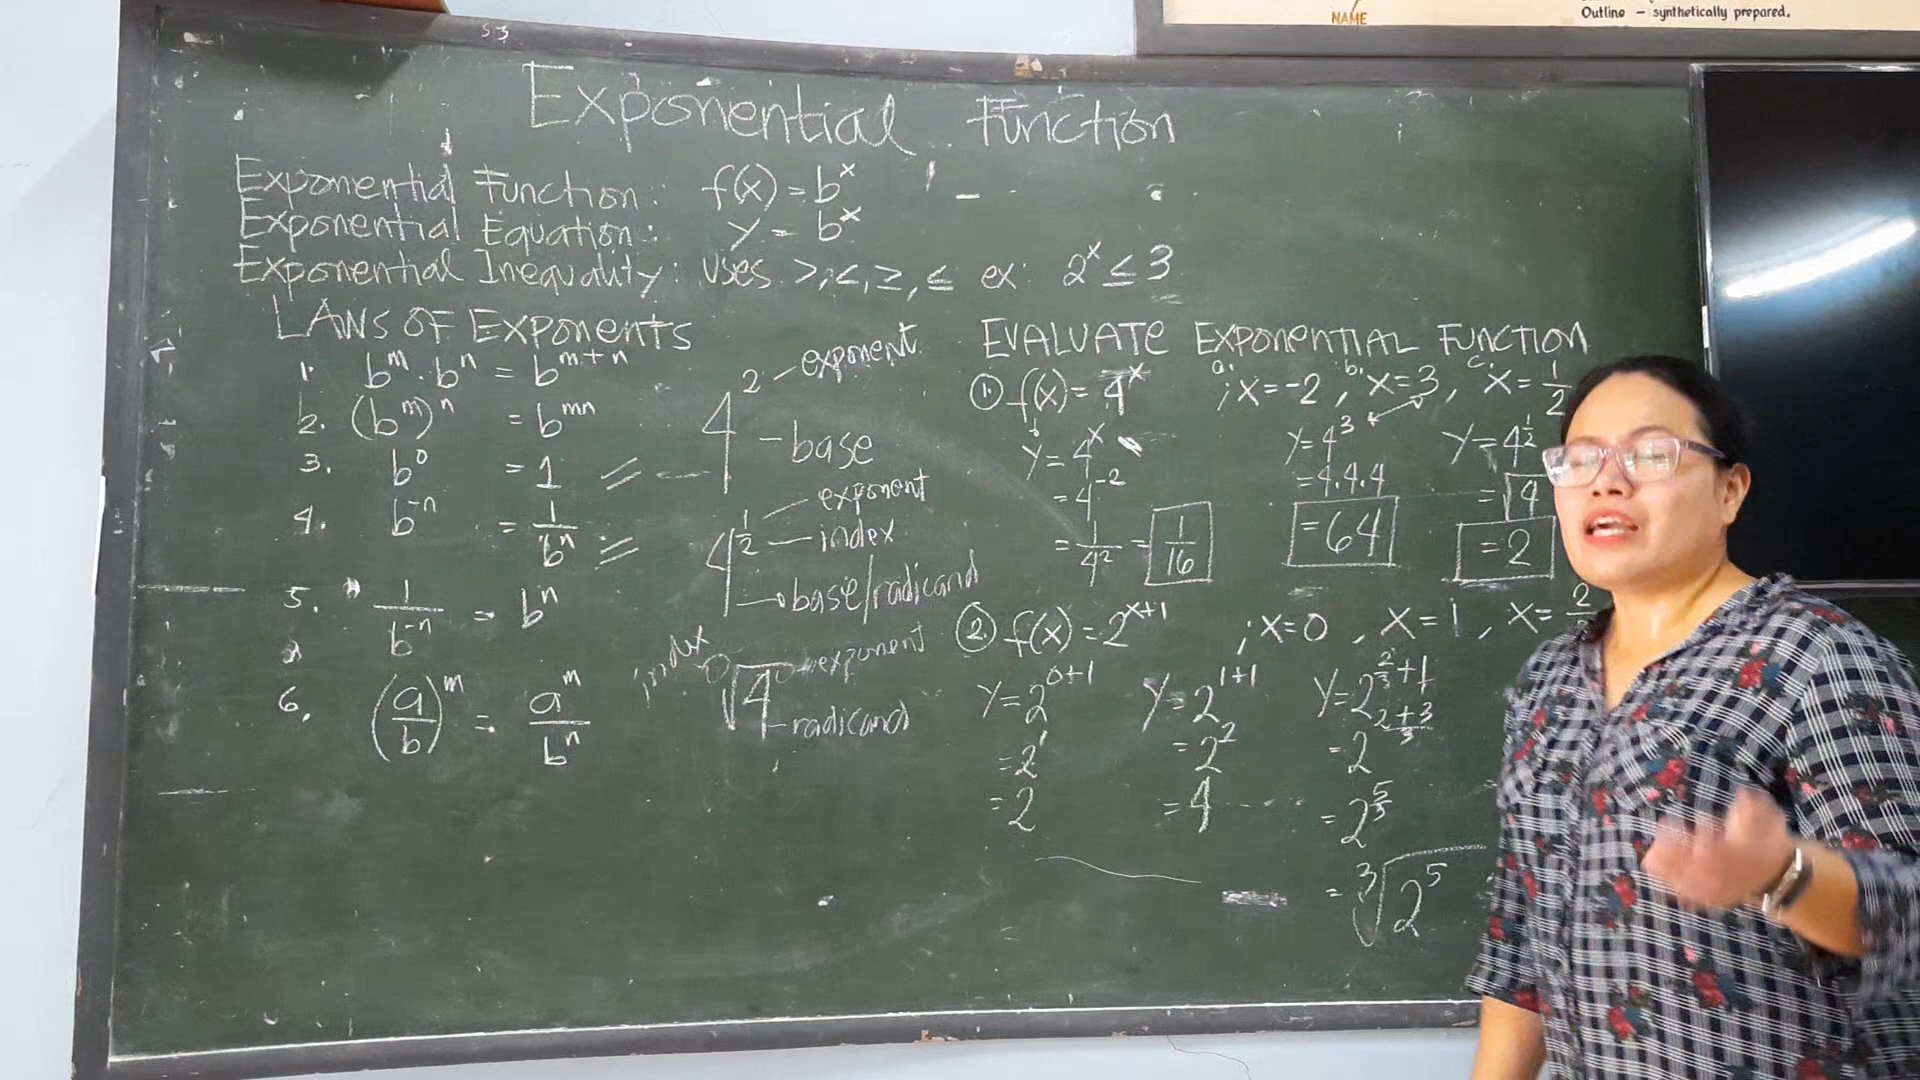 NAME
Outline – synthetically prepared.
Exponential Function
Exponential Function: f(x) = b^x
Exponential Equation: y = b^x
Exponential Inequality: uses >, <, ≥, ≤ ex: 2^x ≤ 3
LAWS OF EXPONENTS
1. b^m · b^n = b^(m+n)
2. (b^m)^n = b^(mn)
3. b^0 = 1
4. b^(-n) = 1/b^n
5. 1/b^(-n) = b^n
6. (a/b)^m = a^m/b^n
4^2 – exponent
– base
4^(1/2) – exponent
– index
base/radicand
index √4 exponent
– radicand
EVALUATE EXPONENTIAL FUNCTION
1. f(x) = 4^x ; a. x = -2, b. x = 3, c. x = 1/2
y = 4^x
= 4^(-2)
= 1/4^2 = 1/16
y = 4^3
= 4·4·4
= 64
y = 4^(1/2)
= √4
= 2
2. f(x) = 2^(x+1) ; x = 0, x = 1, x = 2
y = 2^(0+1)
= 2^1
= 2
y = 2^(1+1)
= 2^2
= 4
y = 2^(2/3 + 1)
= 2^((2+3)/3)
= 2^(5/3)
= ∛2^5